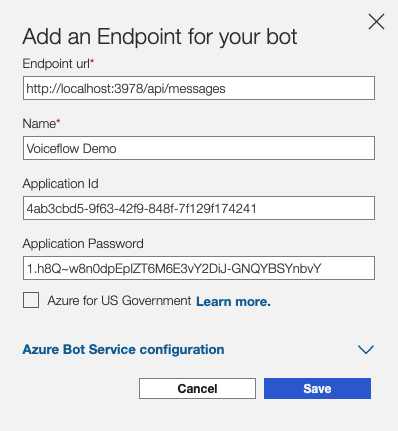 Add an Endpoint for your bot
Endpoint url*
http://localhost:3978/api/messages
Name*
Voiceflow Demo
Application Id
4ab3cbd5-9f63-42f9-848f-7f129f174241
Application Password
1.h8Q~w8n0dpEpIZT6M6E3vY2DiJ-GNQYBSYnbvY
Azure for US Government Learn more.
Azure Bot Service configuration
Cancel Save